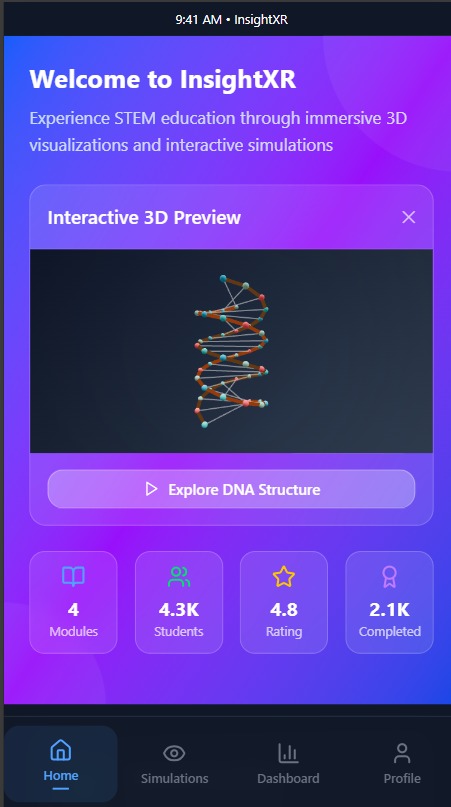 9:41 AM • InsightXR
Welcome to InsightXR
Experience STEM education through immersive 3D
visualizations and interactive simulations
Interactive 3D Preview
Explore DNA Structure
4
Modules
4.3K
Students
4.8
Rating
2.1K
Completed
Home
Simulations
Dashboard
Profile